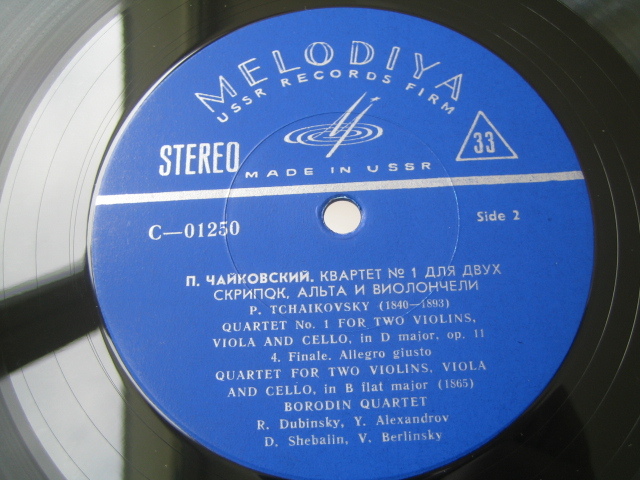 MELODIYA
USSR RECORDS FIRM
STEREO
33
MADE IN USSR
С—01250
Side 2
П. ЧАЙКОВСКИЙ. КВАРТЕТ № 1 ДЛЯ ДВУХ
СКРИПОК, АЛЬТА И ВИОЛОНЧЕЛИ
P. TCHAIKOVSKY (1840—1893)
QUARTET No. 1 FOR TWO VIOLINS,
VIOLA AND CELLO, in D major, op. 11
4. Finale. Allegro giusto
QUARTET FOR TWO VIOLINS, VIOLA
AND CELLO, in B flat major (1865)
BORODIN QUARTET
R. Dubinsky, Y. Alexandrov
D. Shebalin, V. Berlinsky